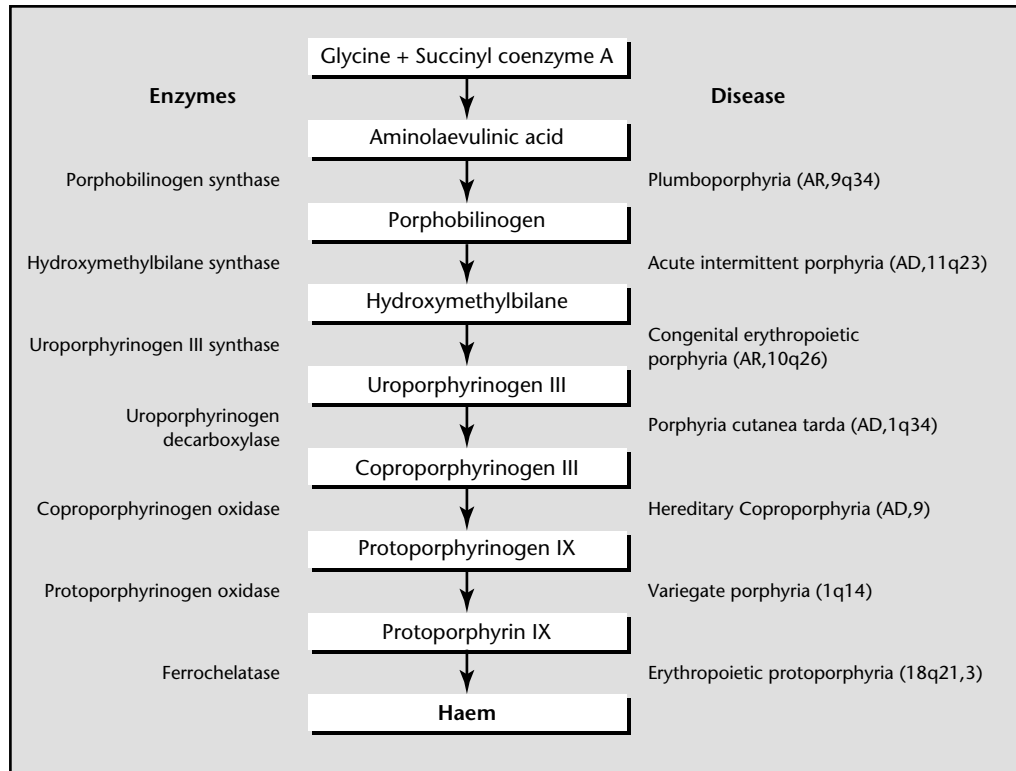 Glycine + Succinyl coenzyme A
Enzymes
Disease
Aminolaevulinic acid
Porphobilinogen synthase
Plumboporphyria (AR,9q34)
Porphobilinogen
Hydroxymethylbilane synthase
Acute intermittent porphyria (AD,11q23)
Hydroxymethylbilane
Uroporphyrinogen III synthase
Congenital erythropoietic
porphyria (AR,10q26)
Uroporphyrinogen III
Uroporphyrinogen
decarboxylase
Porphyria cutanea tarda (AD,1q34)
Coproporphyrinogen III
Coproporphyrinogen oxidase
Hereditary Coproporphyria (AD,9)
Protoporphyrinogen IX
Protoporphyrinogen oxidase
Variegate porphyria (1q14)
Protoporphyrin IX
Ferrochelatase
Erythropoietic protoporphyria (18q21,3)
Haem